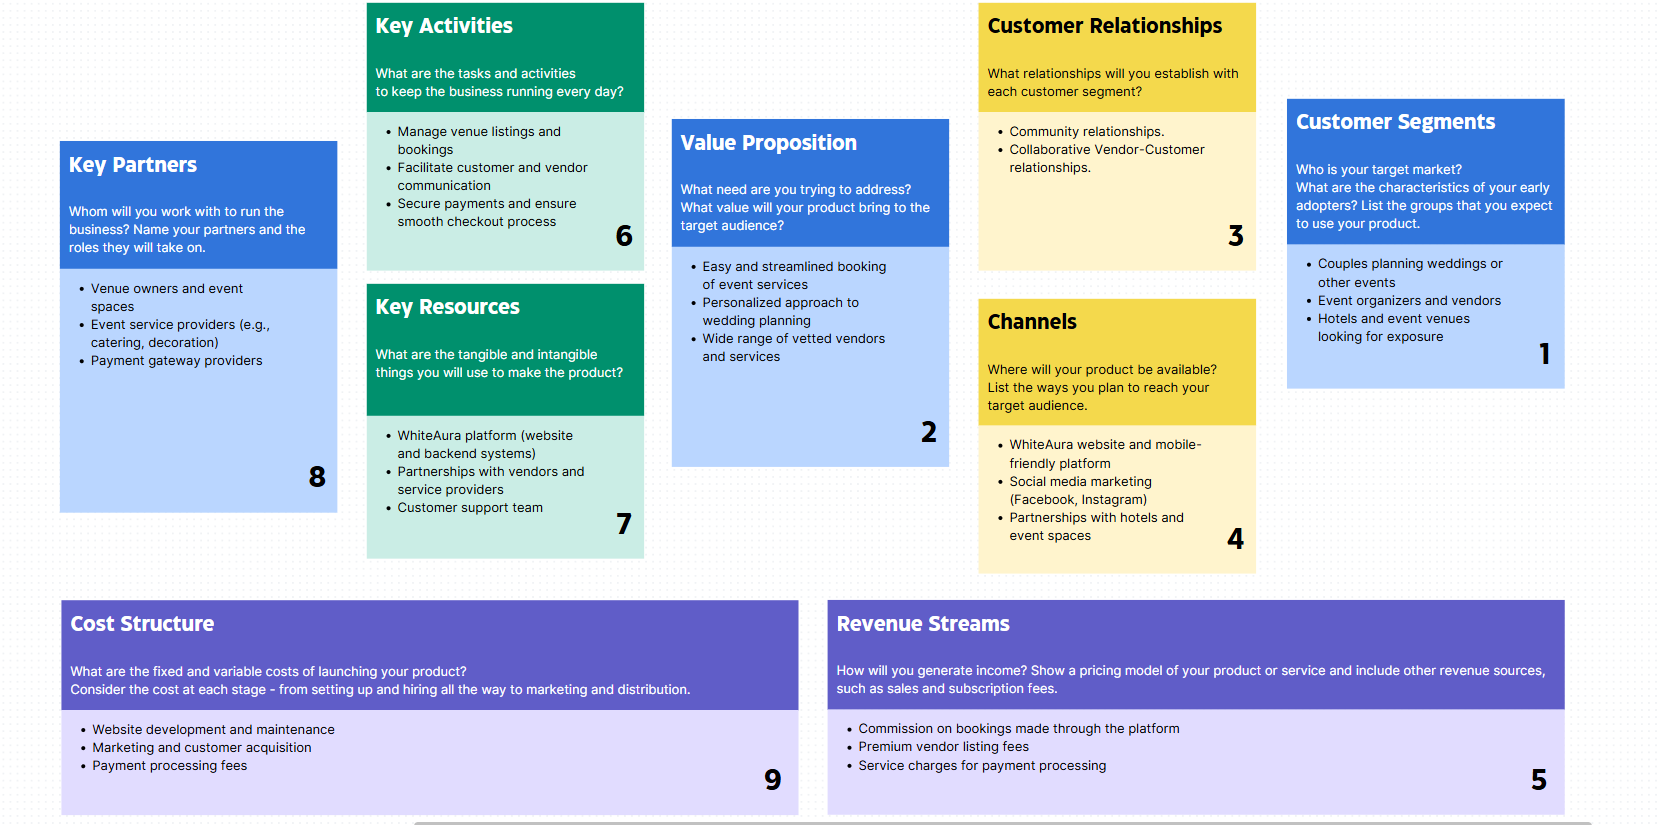 Key Partners
Whom will you work with to run the
business? Name your partners and the
roles they will take on.
• Venue owners and event
spaces
• Event service providers (e.g.,
catering, decoration)
• Payment gateway providers
8
Key Activities
What are the tasks and activities
to keep the business running every day?
• Manage venue listings and
bookings
• Facilitate customer and vendor
communication
• Secure payments and ensure
smooth checkout process
6
Key Resources
What are the tangible and intangible
things you will use to make the product?
• WhiteAura platform (website
and backend systems)
• Partnerships with vendors and
service providers
• Customer support team
7
Value Proposition
What need are you trying to address?
What value will your product bring to the
target audience?
• Easy and streamlined booking
of event services
• Personalized approach to
wedding planning
• Wide range of vetted vendors
and services
2
Customer Relationships
What relationships will you establish with
each customer segment?
• Community relationships.
• Collaborative Vendor-Customer
relationships.
3
Channels
Where will your product be available?
List the ways you plan to reach your
target audience.
• WhiteAura website and mobile-
friendly platform
• Social media marketing
(Facebook, Instagram)
• Partnerships with hotels and
event spaces
4
Customer Segments
Who is your target market?
What are the characteristics of your early
adopters? List the groups that you expect
to use your product.
• Couples planning weddings or
other events
• Event organizers and vendors
• Hotels and event venues
looking for exposure
1
Cost Structure
What are the fixed and variable costs of launching your product?
Consider the cost at each stage - from setting up and hiring all the way to marketing and distribution.
• Website development and maintenance
• Marketing and customer acquisition
• Payment processing fees
9
Revenue Streams
How will you generate income? Show a pricing model of your product or service and include other revenue sources,
such as sales and subscription fees.
• Commission on bookings made through the platform
• Premium vendor listing fees
• Service charges for payment processing
5